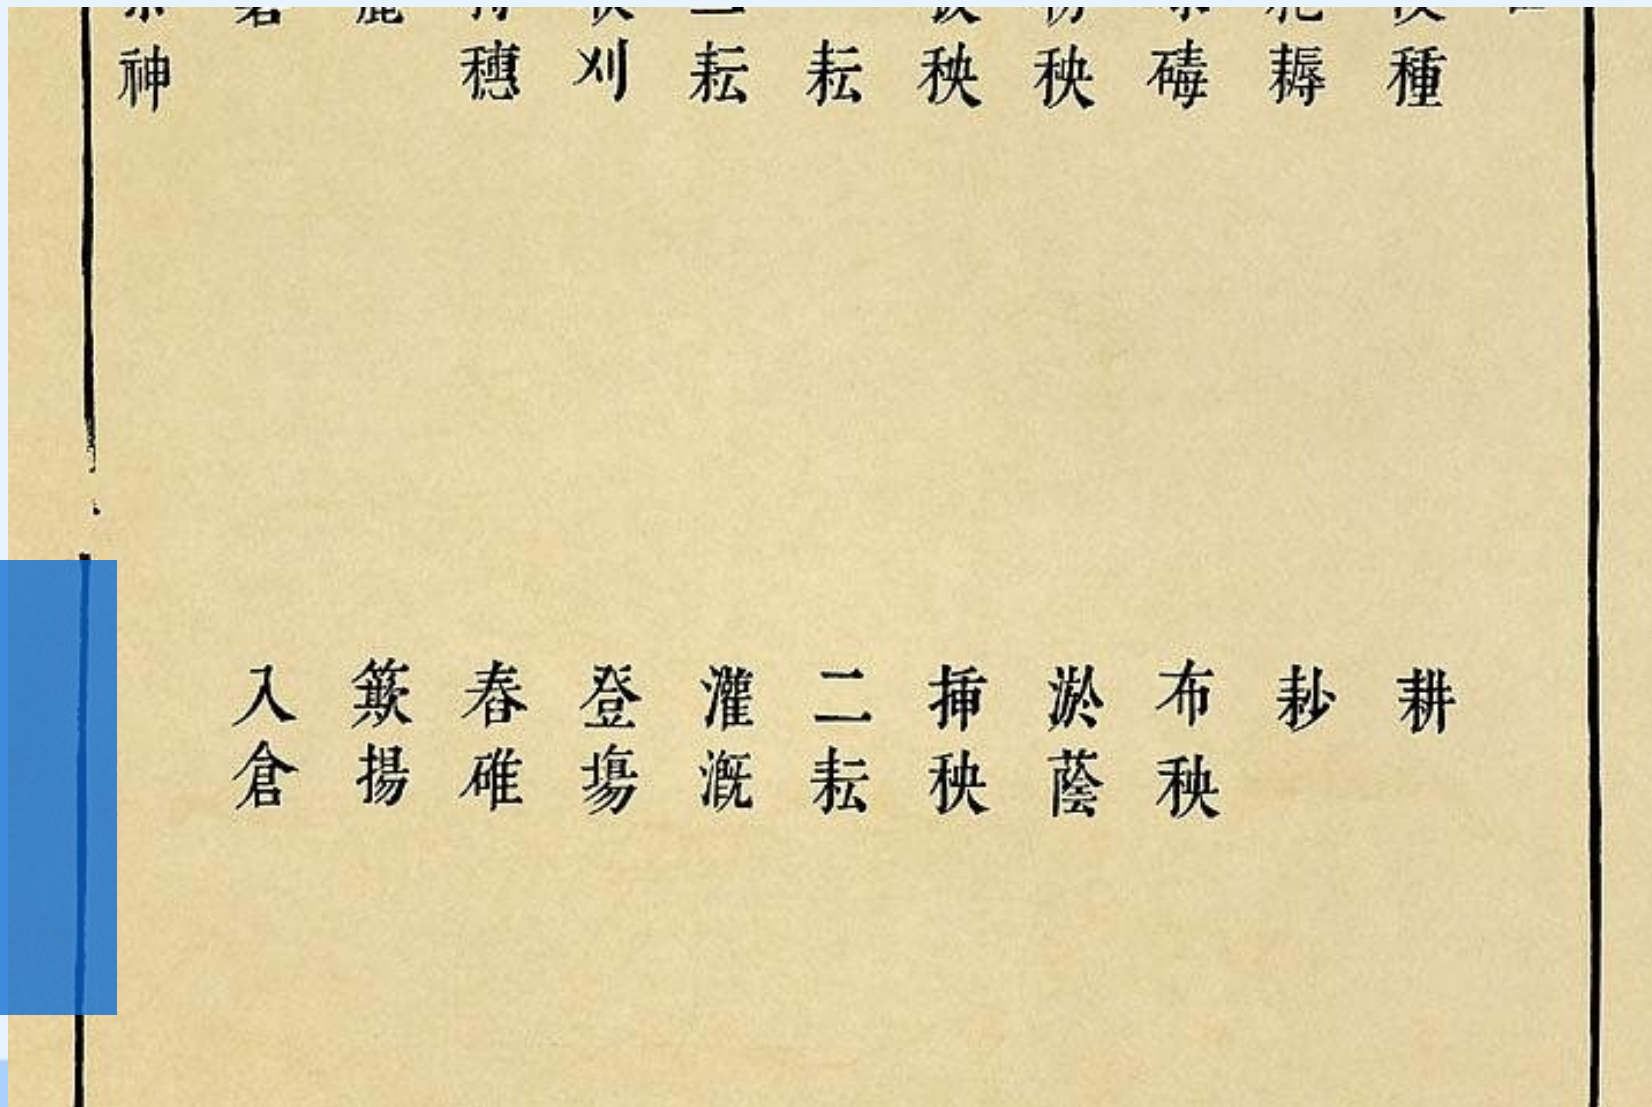 種　耕
耨　耖
碡　布秧
秧　淤蔭
秧　插秧
耘　二耘
耘　灌漑
刈　登塲
穗　舂碓
簸揚
入倉
神